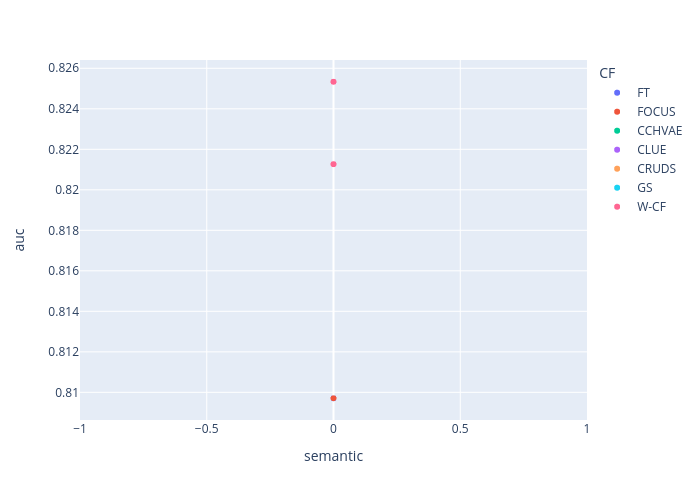 CF
FT
FOCUS
CCHVAE
CLUE
CRUDS
GS
W-CF
auc
0.826
0.824
0.822
0.82
0.818
0.816
0.814
0.812
0.81
−1
−0.5
0
0.5
1
semantic